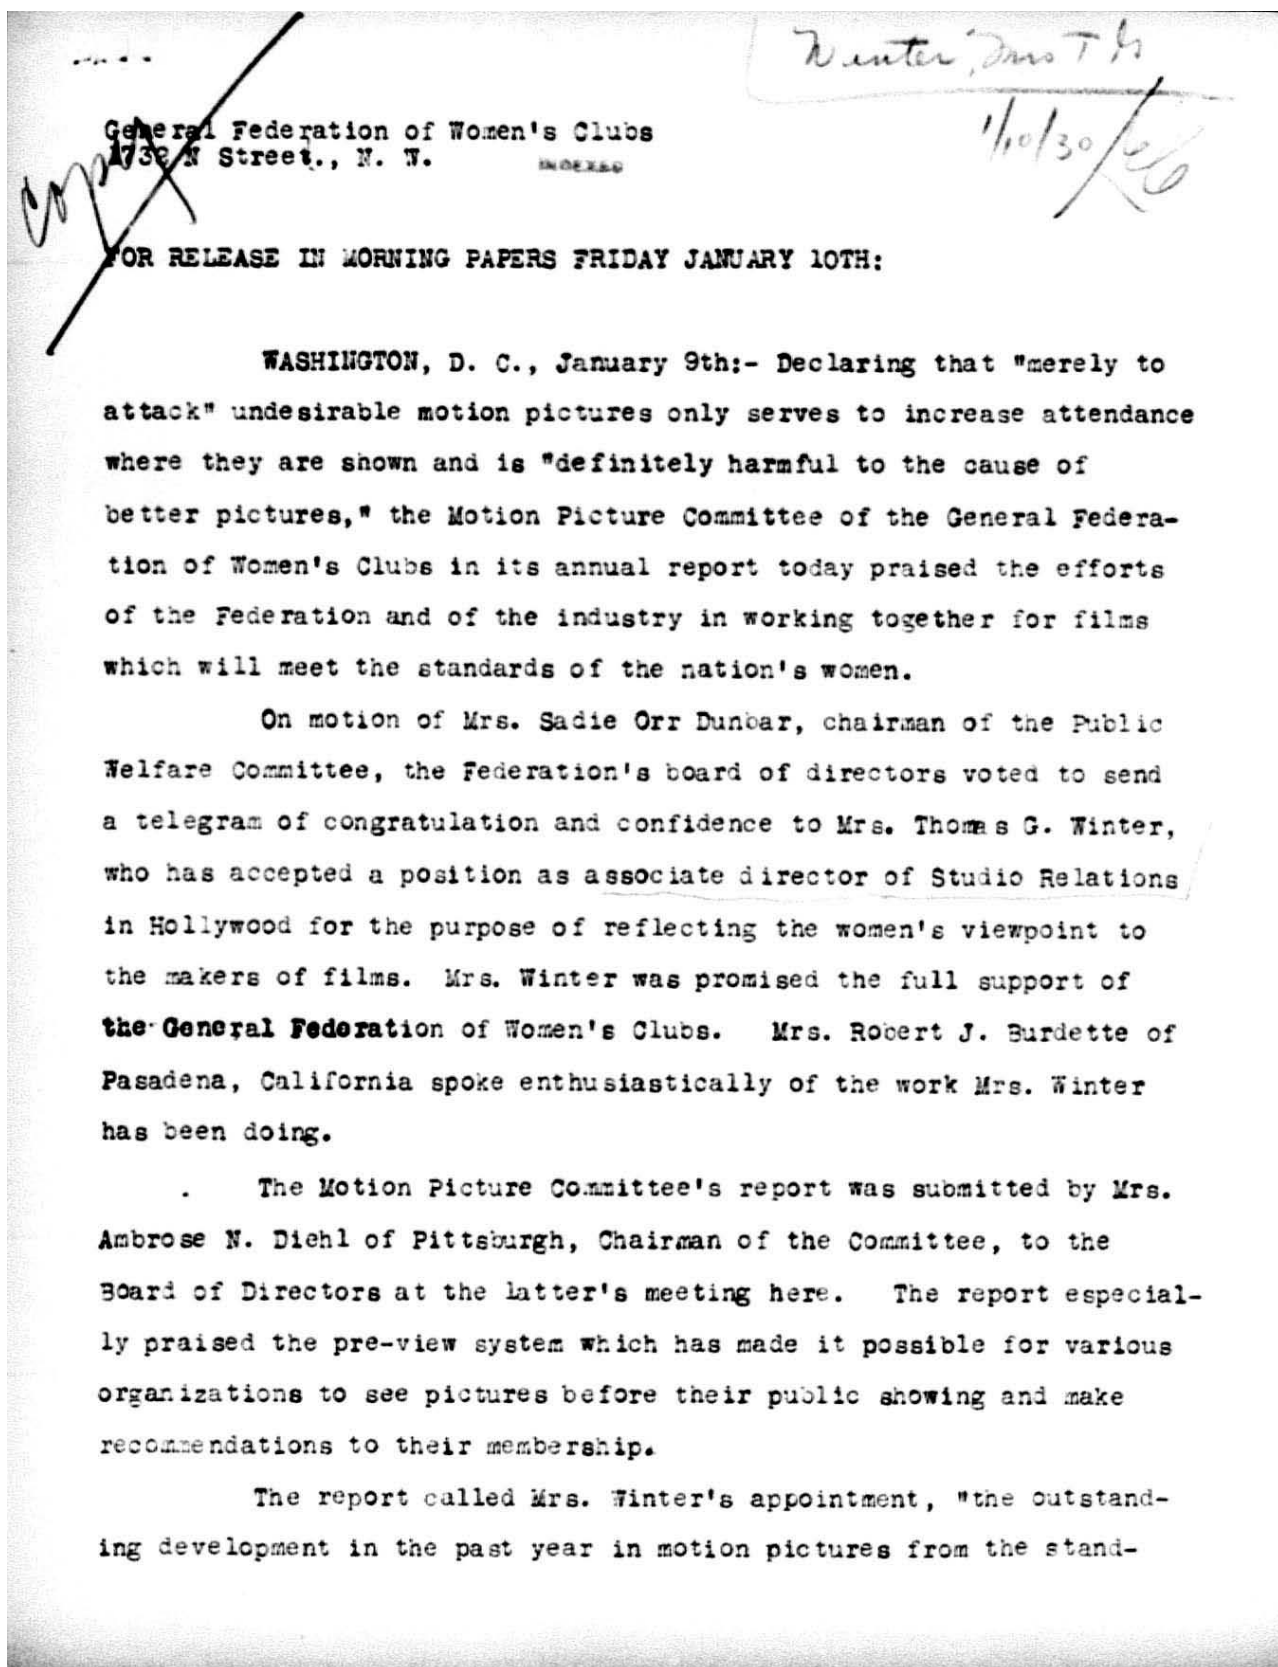 Winter, Mrs T G
1/10/30
Copy
General Federation of Women's Clubs
1738 N Street., N. W.
INDEXED
FOR RELEASE IN MORNING PAPERS FRIDAY JANUARY 10TH:
WASHINGTON, D. C., January 9th:- Declaring that "merely to
attack" undesirable motion pictures only serves to increase attendance
where they are shown and is "definitely harmful to the cause of
better pictures," the Motion Picture Committee of the General Federa-
tion of Women's Clubs in its annual report today praised the efforts
of the Federation and of the industry in working together for films
which will meet the standards of the nation's women.
On motion of Mrs. Sadie Orr Dunbar, chairman of the Public
Welfare Committee, the Federation's board of directors voted to send
a telegram of congratulation and confidence to Mrs. Thomas G. Winter,
who has accepted a position as associate director of Studio Relations
in Hollywood for the purpose of reflecting the women's viewpoint to
the makers of films. Mrs. Winter was promised the full support of
the General Federation of Women's Clubs. Mrs. Robert J. Burdette of
Pasadena, California spoke enthusiastically of the work Mrs. Winter
has been doing.
The Motion Picture Committee's report was submitted by Mrs.
Ambrose N. Diehl of Pittsburgh, Chairman of the Committee, to the
Board of Directors at the latter's meeting here. The report especial-
ly praised the pre-view system which has made it possible for various
organizations to see pictures before their public showing and make
recommendations to their membership.
The report called Mrs. Winter's appointment, "the outstand-
ing development in the past year in motion pictures from the stand-